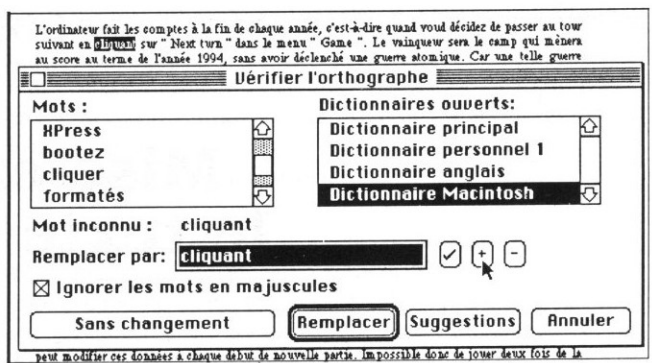 L'ordinateur fait les comptes à la fin de chaque année, c'est-à-dire quand voud décidez de passer au tour
suivant en cliquant sur " Next turn " dans le menu " Game ". Le vainqueur sera le camp qui mènera
au score au terme de l'année 1994, sans avoir déclenché une guerre atomique. Car une telle guerre
Vérifier l'orthographe
Mots :
XPress
bootez
cliquer
formatés
Dictionnaires ouverts:
Dictionnaire principal
Dictionnaire personnel 1
Dictionnaire anglais
Dictionnaire Macintosh
Mot inconnu : cliquant
Remplacer par: cliquant
Ignorer les mots en majuscules
Sans changement Remplacer Suggestions Annuler
peut modifier ces données à chaque début de nouvelle partie. Impossible donc de jouer deux fois de la